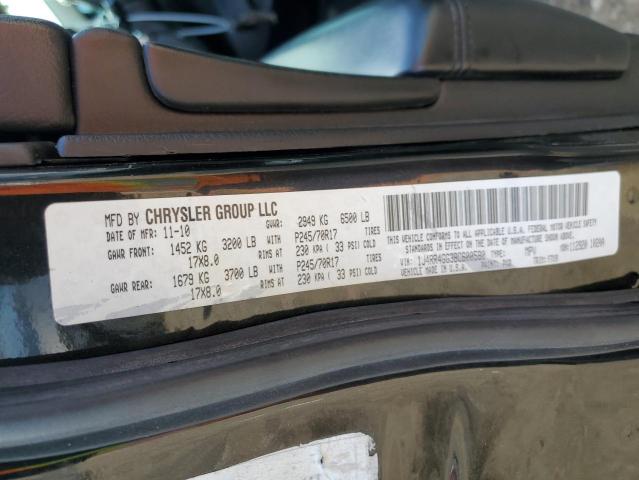 MFD BY CHRYSLER GROUP LLC
DATE OF MFR: 11-10 GVWR: 2949 KG 6500 LB
GAWR FRONT: 1452 KG 3200 LB WITH P245/70R17 TIRES
17X8.0 RIMS AT 230 KPA ( 33 PSI) COLD
GAWR REAR: 1679 KG 3700 LB WITH P245/70R17 TIRES
17X8.0 RIMS AT 230 KPA ( 33 PSI) COLD
THIS VEHICLE CONFORMS TO ALL APPLICABLE U.S.A. FEDERAL MOTOR VEHICLE SAFETY
STANDARDS IN EFFECT ON THE DATE OF MANUFACTURE SHOWN ABOVE.
VIN: TYPE: MPV
PAINT: TRIM: